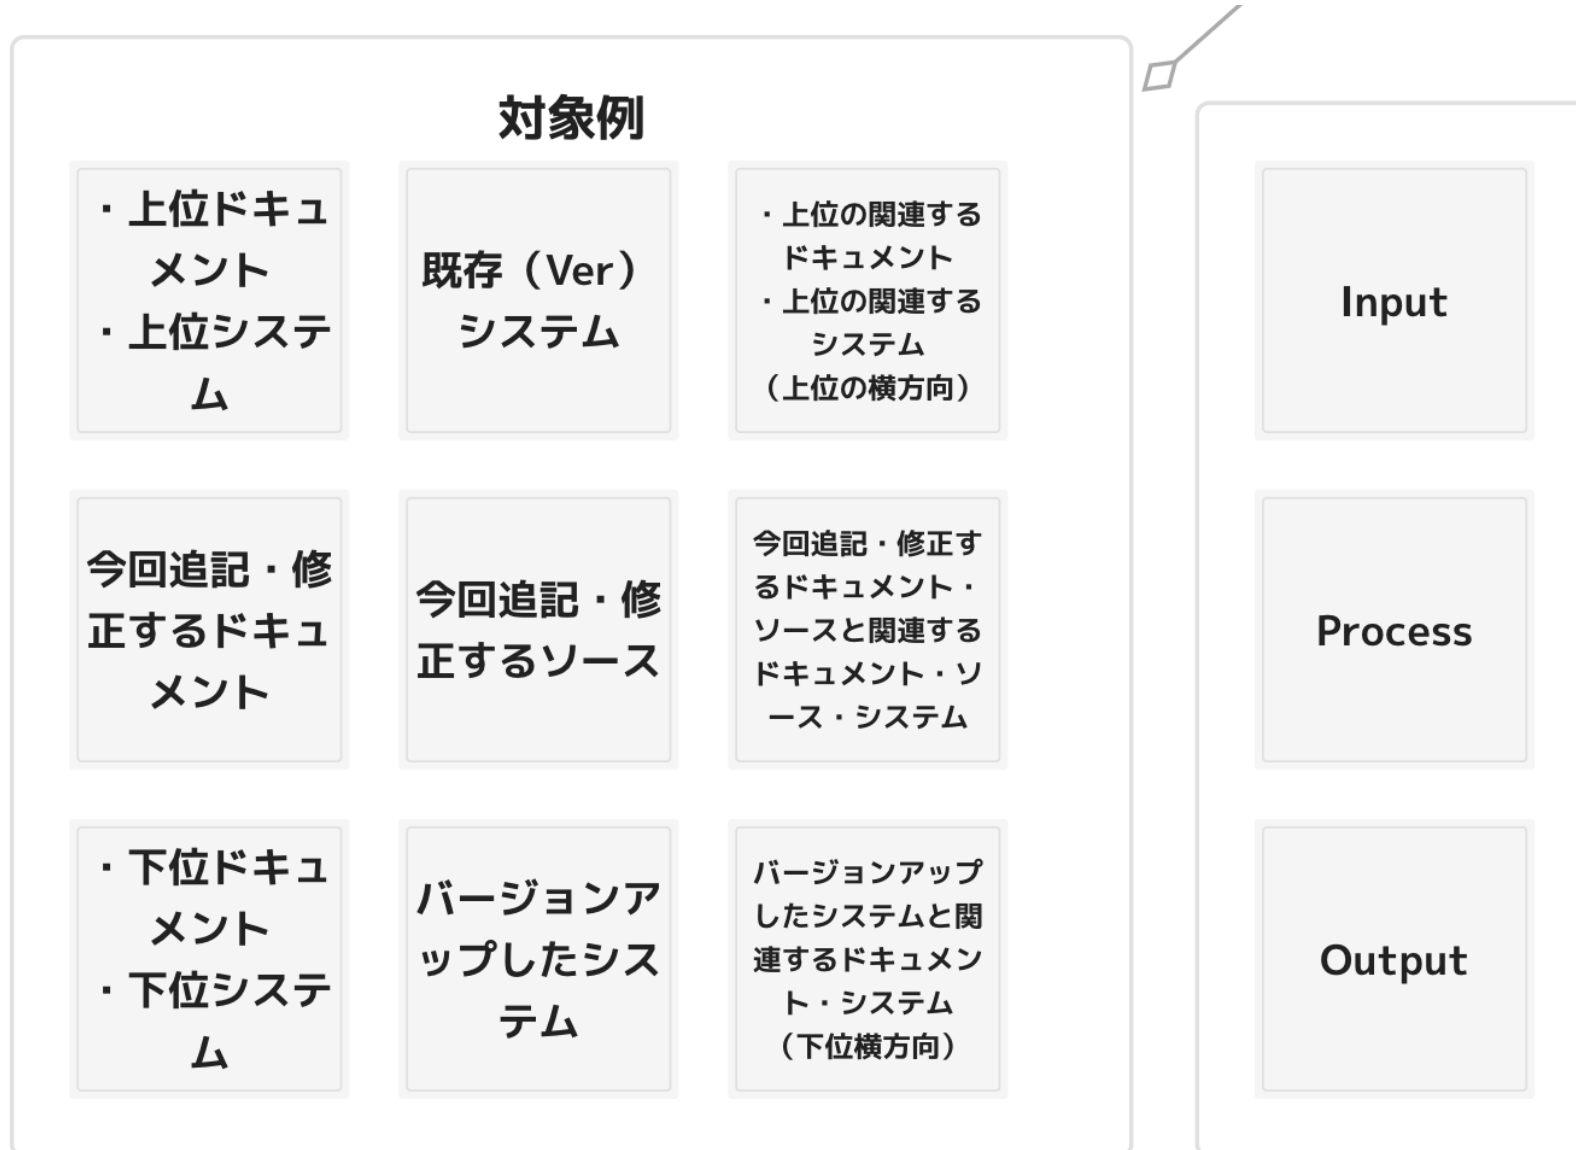 対象例
・上位ドキュ
メント
・上位システ
ム
既存（Ver）
システム
・上位の関連する
ドキュメント
・上位の関連する
システム
（上位の横方向）
Input
今回追記・修
正するドキュ
メント
今回追記・修
正するソース
今回追記・修正す
るドキュメント・
ソースと関連する
ドキュメント・ソ
ース・システム
Process
・下位ドキュ
メント
・下位システ
ム
バージョンア
ップしたシス
テム
バージョンアップ
したシステムと関
連するドキュメン
ト・システム
（下位横方向）
Output